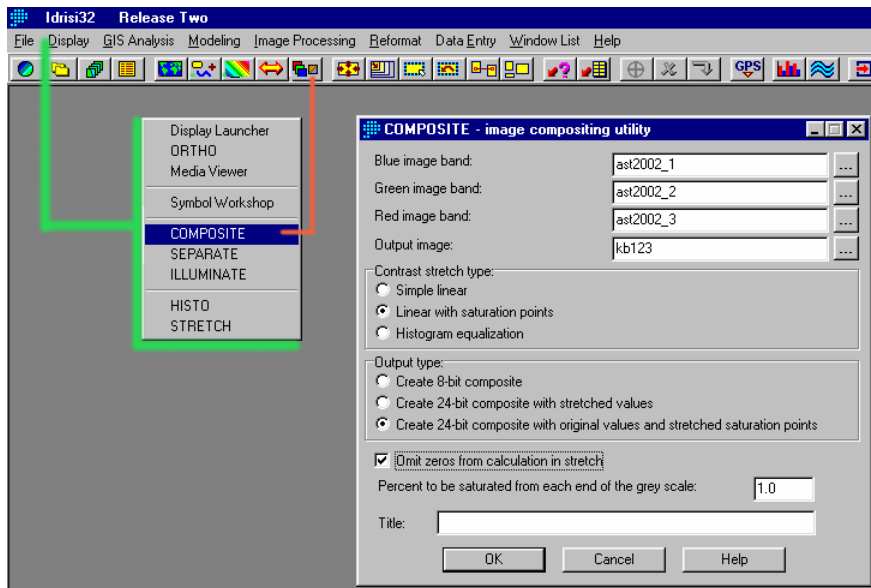 Idrisi32 Release Two
File Display GIS Analysis Modeling Image Processing Reformat Data Entry Window List Help
GPS
Display Launcher
ORTHO
Media Viewer
Symbol Workshop
COMPOSITE
SEPARATE
ILLUMINATE
HISTO
STRETCH
COMPOSITE - image compositing utility
Blue image band: ast2002_1 ...
Green image band: ast2002_2 ...
Red image band: ast2002_3 ...
Output image: kb123 ...
Contrast stretch type:
Simple linear
Linear with saturation points
Histogram equalization
Output type:
Create 8-bit composite
Create 24-bit composite with stretched values
Create 24-bit composite with original values and stretched saturation points
Omit zeros from calculation in stretch
Percent to be saturated from each end of the grey scale: 1.0
Title:
OK Cancel Help